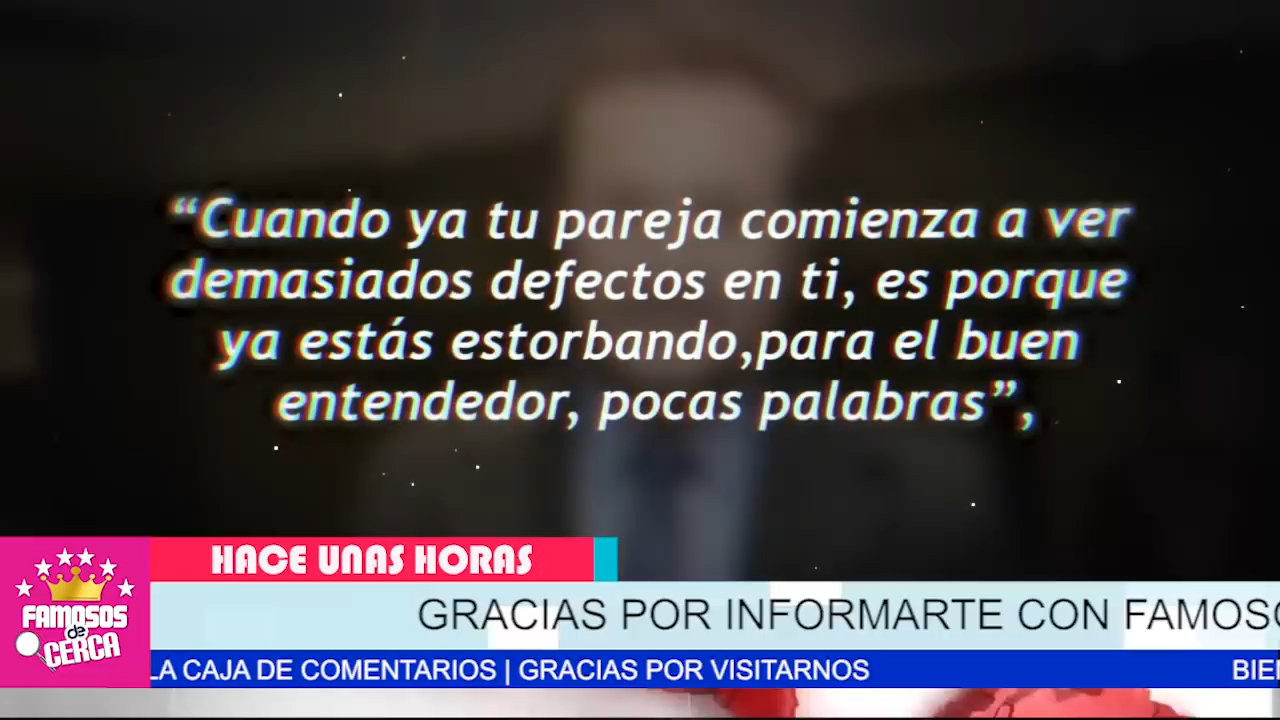 “Cuando ya tu pareja comienza a ver
demasiados defectos en ti, es porque
ya estás estorbando,para el buen
entendedor, pocas palabras”,
HACE UNAS HORAS
FAMOSOS
de
CERCA
GRACIAS POR INFORMARTE CON
LA CAJA DE COMENTARIOS | GRACIAS POR VISITARNOS